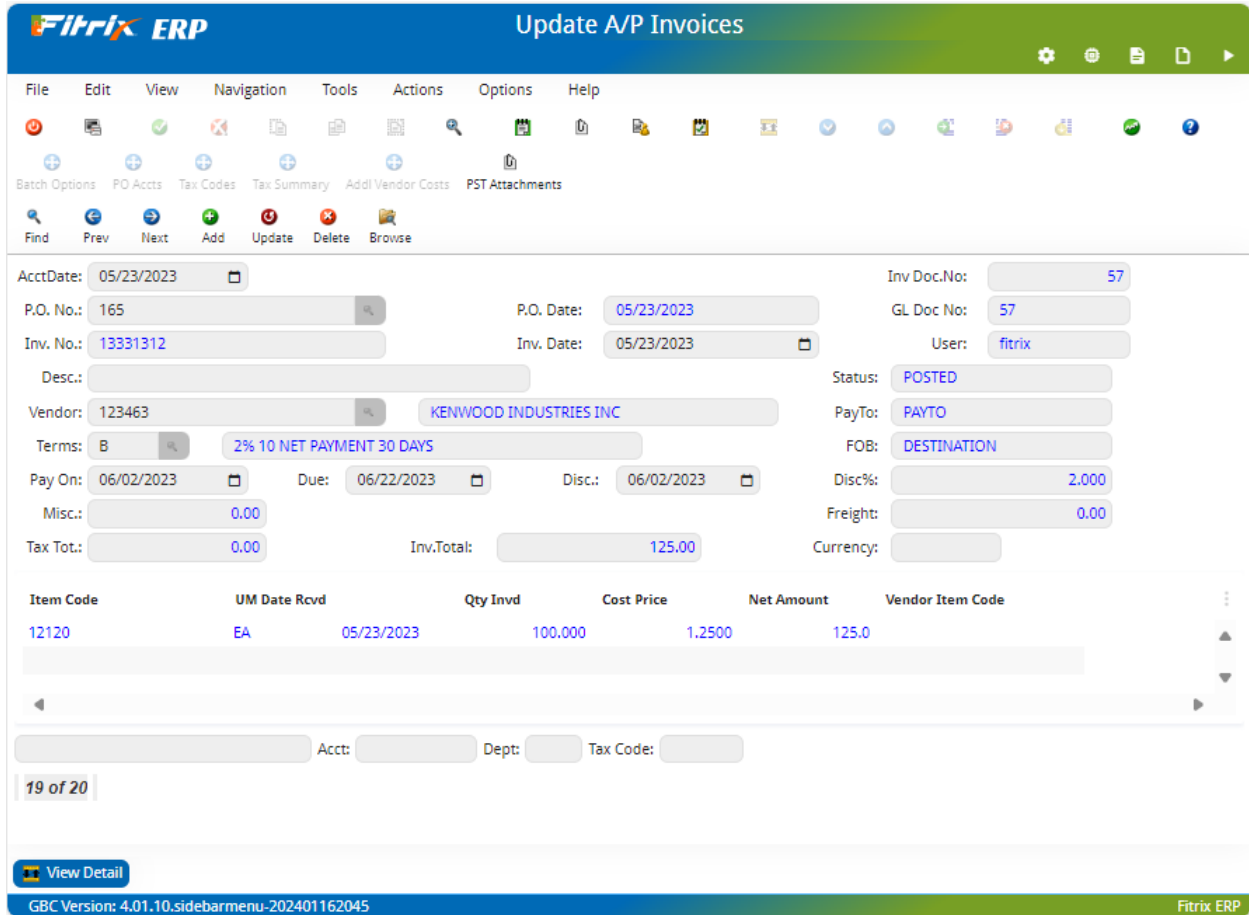 Fitrix ERP
Update A/P Invoices
File Edit View Navigation Tools Actions Options Help
Batch Options PO Accts Tax Codes Tax Summary Addl Vendor Costs PST Attachments
Find Prev Next Add Update Delete Browse
AcctDate: 05/23/2023 Inv Doc.No: 57
P.O. No.: 165 P.O. Date: 05/23/2023 GL Doc No: 57
Inv. No.: 13331312 Inv. Date: 05/23/2023 User: fitrix
Desc.: Status: POSTED
Vendor: 123463 KENWOOD INDUSTRIES INC PayTo: PAYTO
Terms: B 2% 10 NET PAYMENT 30 DAYS FOB: DESTINATION
Pay On: 06/02/2023 Due: 06/22/2023 Disc.: 06/02/2023 Disc%: 2.000
Misc.: 0.00 Freight: 0.00
Tax Tot.: 0.00 Inv.Total: 125.00 Currency:
Item Code UM Date Rcvd Qty Invd Cost Price Net Amount Vendor Item Code
12120 EA 05/23/2023 100.000 1.2500 125.0
Acct: Dept: Tax Code:
19 of 20
View Detail
GBC Version: 4.01.10.sidebarmenu-202401162045 Fitrix ERP